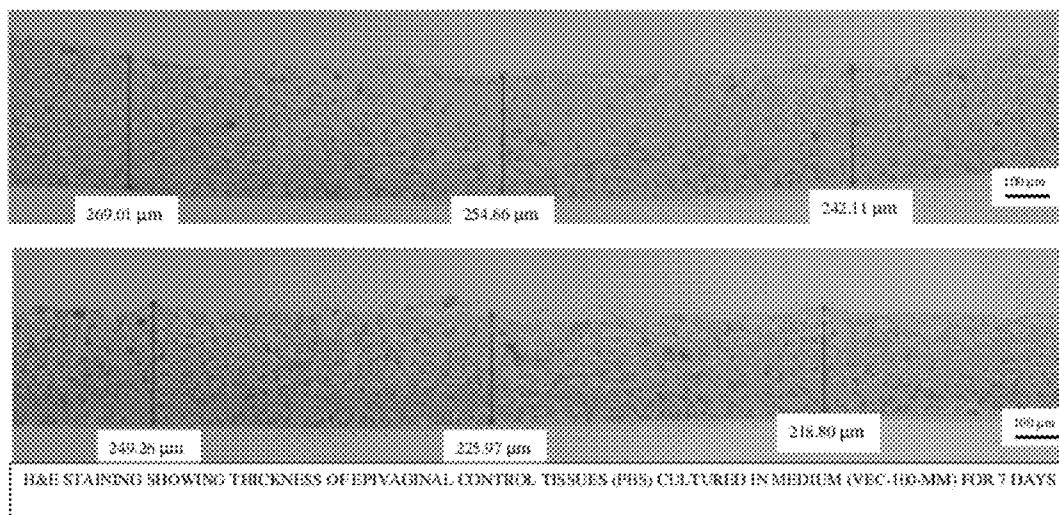 100 µm
269.01 µm 254.66 µm 242.11 µm
100 µm
249.26 µm 225.97 µm 218.80 µm
H&E STAINING SHOWING THICKNESS OF EPIVAGINAL CONTROL TISSUES (PBS) CULTURED IN MEDIUM (VEC-100-MM) FOR 7 DAYS